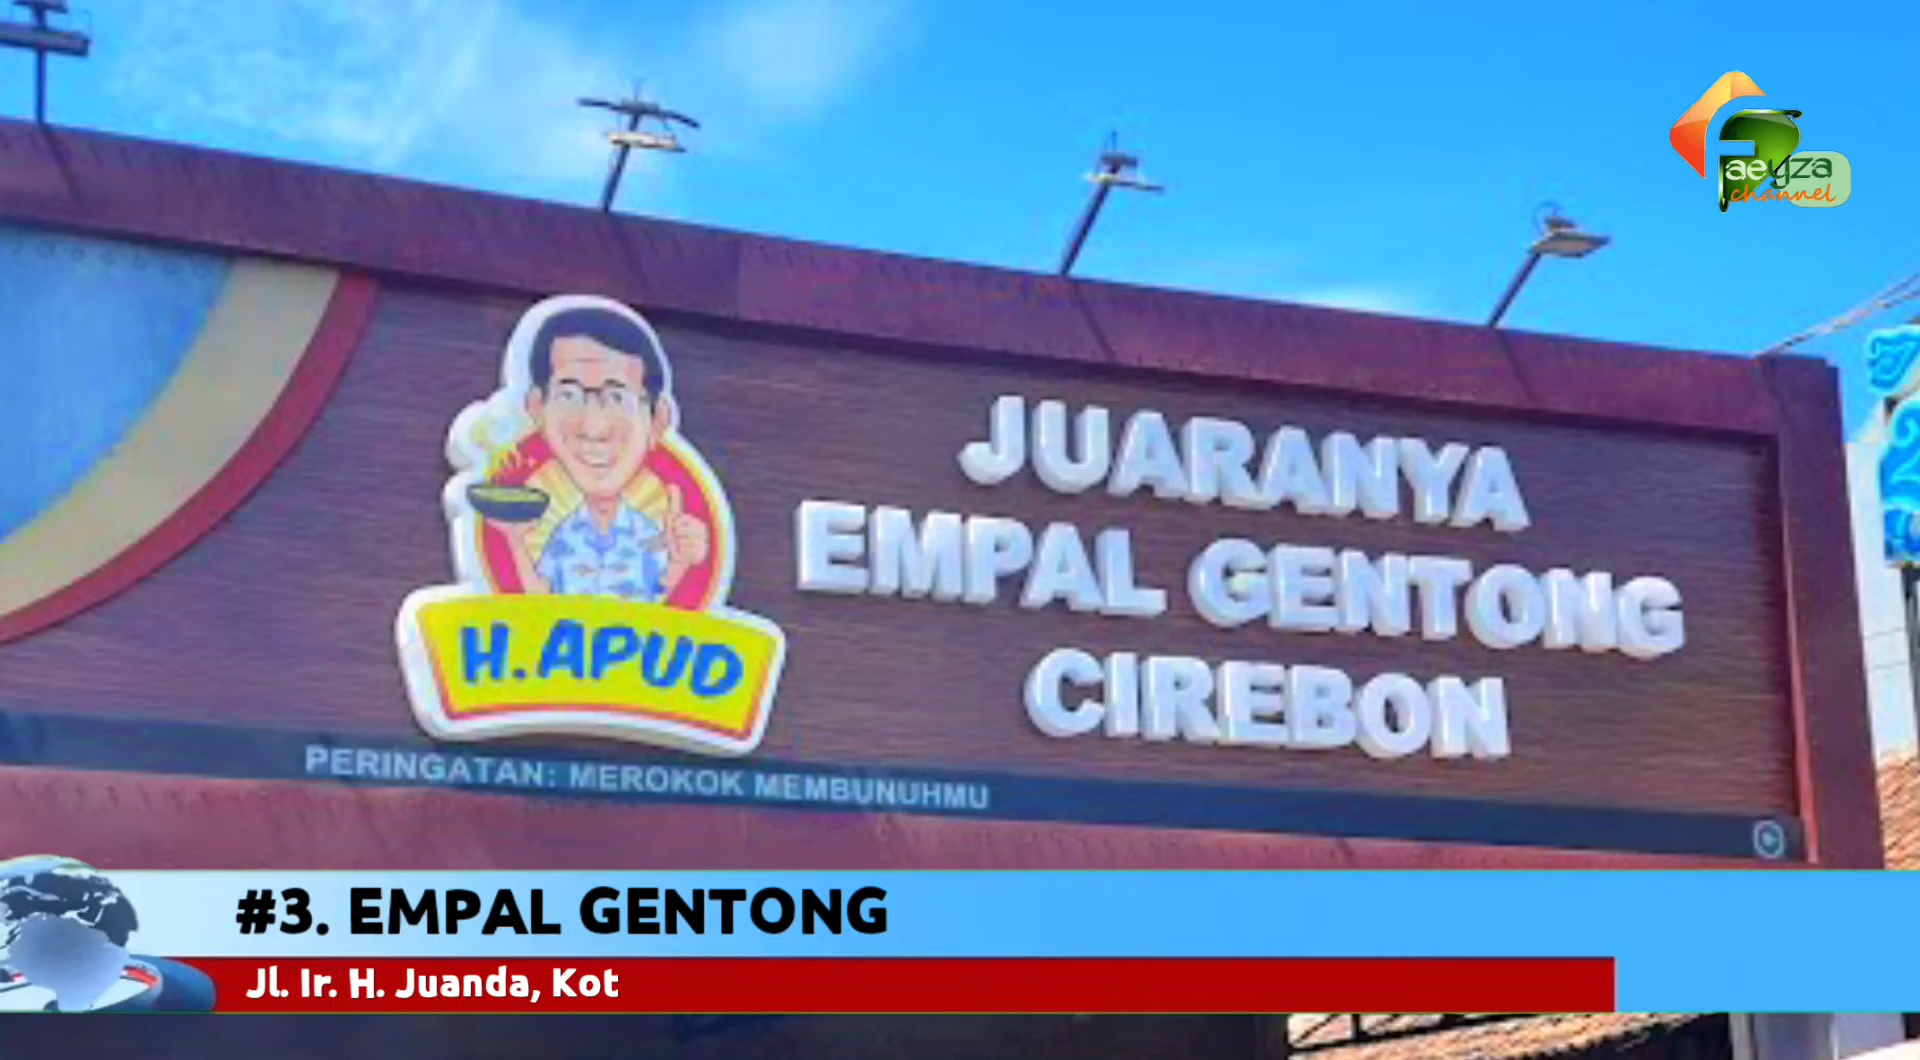 aeyza
channel
JUARANYA
EMPAL GENTONG
CIREBON
H. APUD
PERINGATAN: MEROKOK MEMBUNUHMU
#3. EMPAL GENTONG
Jl. Ir. H. Juanda, Kot